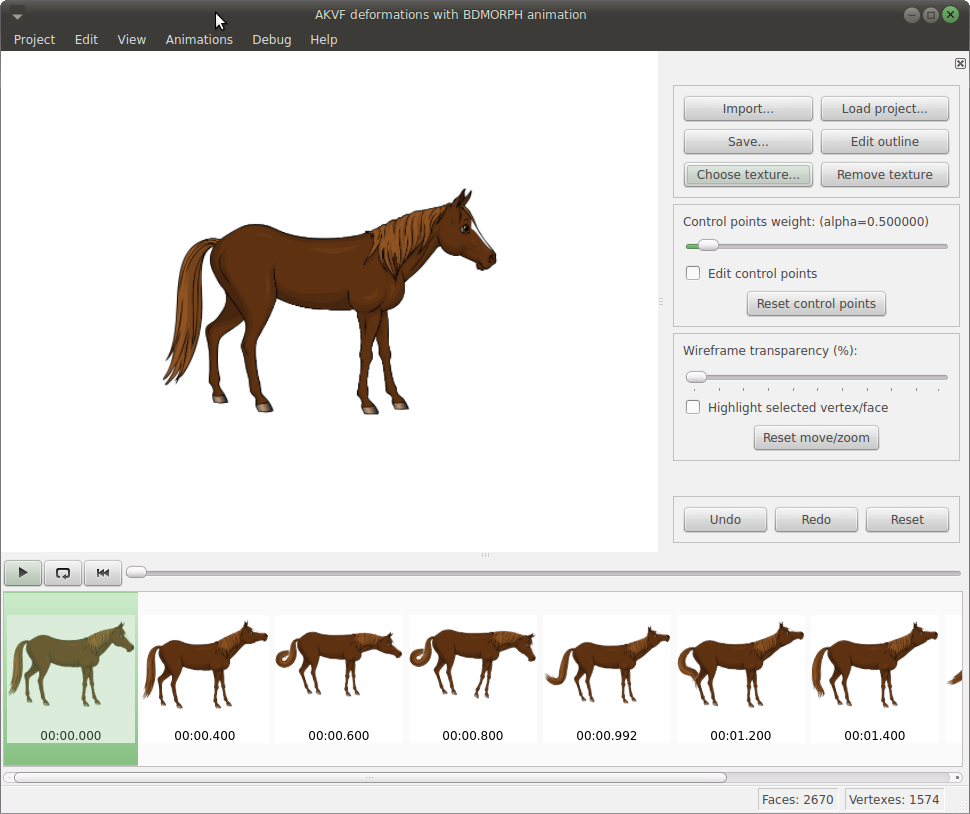 AKVF deformations with BDMORPH animation
Project Edit View Animations Debug Help
Import... Load project...
Save... Edit outline
Choose texture... Remove texture
Control points weight: (alpha=0.500000)
Edit control points
Reset control points
Wireframe transparency (%):
Highlight selected vertex/face
Reset move/zoom
Undo Redo Reset
00:00.000 00:00.400 00:00.600 00:00.800 00:00.992 00:01.200 00:01.400
Faces: 2670 Vertexes: 1574